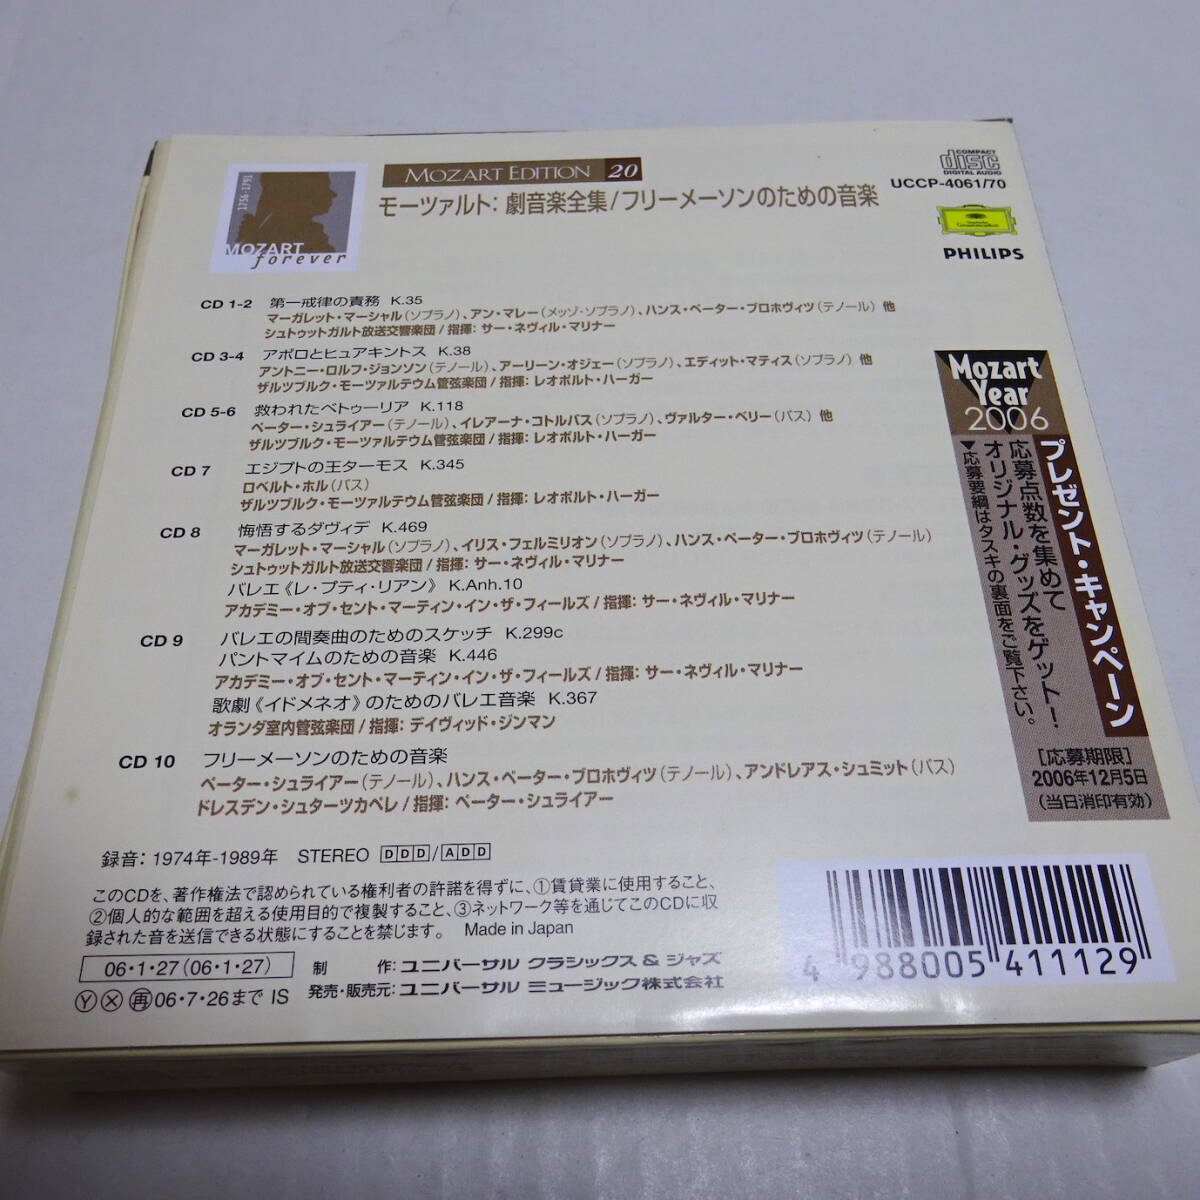 1756-1791
MOZART
forever
MOZART EDITION 20
モーツァルト: 劇音楽全集/フリーメーソンのための音楽
COMPACT
disc
DIGITAL AUDIO
UCCP-4061/70
Deutsche
Grammophon
PHILIPS
CD 1-2 第一戒律の責務 K.35
マーガレット・マーシャル(ソプラノ)、アン・マレー(メッゾ・ソプラノ)、ハンス・ペーター・ブロホヴィツ(テノール) 他
シュトゥットガルト放送交響楽団 / 指揮: サー・ネヴィル・マリナー
CD 3-4 アポロとヒュアキントス K.38
アントニー・ロルフ・ジョンソン(テノール)、アーリーン・オジェー(ソプラノ)、エディット・マティス(ソプラノ) 他
ザルツブルク・モーツァルテウム管弦楽団 / 指揮: レオポルト・ハーガー
CD 5-6 救われたベトゥーリア K.118
ペーター・シュライアー(テノール)、イレアーナ・コトルバス(ソプラノ)、ヴァルター・ベリー(バス) 他
ザルツブルク・モーツァルテウム管弦楽団 / 指揮: レオポルト・ハーガー
CD 7 エジプトの王ターモス K.345
ロベルト・ホル(バス)
ザルツブルク・モーツァルテウム管弦楽団 / 指揮: レオポルト・ハーガー
CD 8 悔悟するダヴィデ K.469
マーガレット・マーシャル(ソプラノ)、イリス・フェルミリオン(ソプラノ)、ハンス・ペーター・ブロホヴィツ(テノール)
シュトゥットガルト放送交響楽団 / 指揮: サー・ネヴィル・マリナー
バレエ《レ・プティ・リアン》 K.Anh.10
アカデミー・オブ・セント・マーティン・イン・ザ・フィールズ / 指揮: サー・ネヴィル・マリナー
CD 9 バレエの間奏曲のためのスケッチ K.299c
パントマイムのための音楽 K.446
アカデミー・オブ・セント・マーティン・イン・ザ・フィールズ / 指揮: サー・ネヴィル・マリナー
歌劇《イドメネオ》のためのバレエ音楽 K.367
オランダ室内管弦楽団 / 指揮: デイヴィッド・ジンマン
CD 10 フリーメーソンのための音楽
ペーター・シュライアー(テノール)、ハンス・ペーター・ブロホヴィツ(テノール)、アンドレアス・シュミット(バス)
ドレスデン・シュターツカペレ / 指揮: ペーター・シュライアー
Mozart
Year
2006
プレゼント・キャンペーン
応募点数を集めて
オリジナル・グッズをゲット!
▼応募要綱はタスキの裏面をご覧下さい。
[応募期限]
2006年12月5日
(当日消印有効)
録音: 1974年-1989年 STEREO DDD/ADD
このCDを、著作権法で認められている権利者の許諾を得ずに、①賃貸業に使用すること、
②個人的な範囲を超える使用目的で複製すること、③ネットワーク等を通じてこのCDに収
録された音を送信できる状態にすることを禁じます。 Made in Japan
06・1・27(06・1・27)
制 作: ユニバーサル クラシックス & ジャズ
Ⓨ Ⓧ ㊢06・7・26まで IS
発売・販売元: ユニバーサル ミュージック株式会社
4 988005 411129